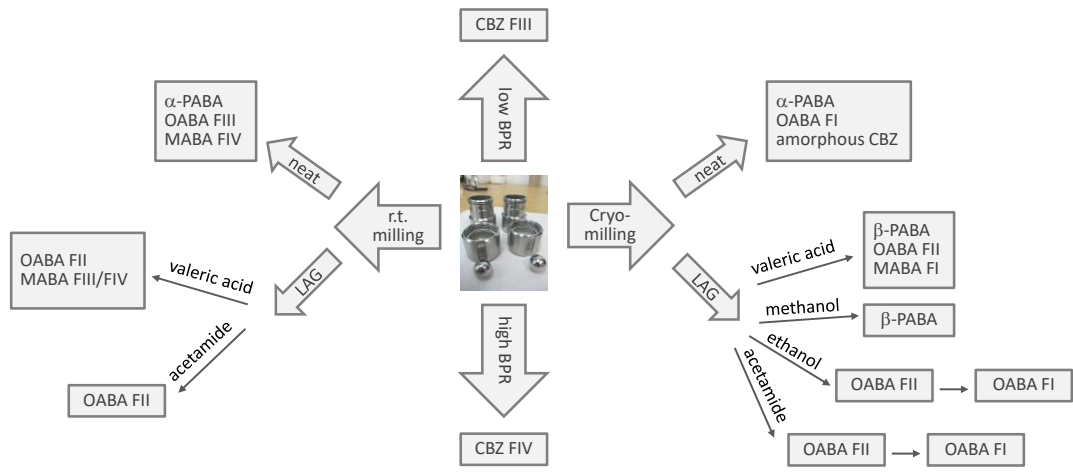 CBZ FIII
low BPR
α-PABA
OABA FIII
MABA FIV
neat
r.t.
milling
LAG
valeric acid
OABA FII
MABA FIII/FIV
acetamide
OABA FII
high BPR
CBZ FIV
Cryo-
milling
neat
α-PABA
OABA FI
amorphous CBZ
LAG
valeric acid
β-PABA
OABA FII
MABA FI
methanol
β-PABA
ethanol
OABA FII
OABA FI
acetamide
OABA FII
OABA FI